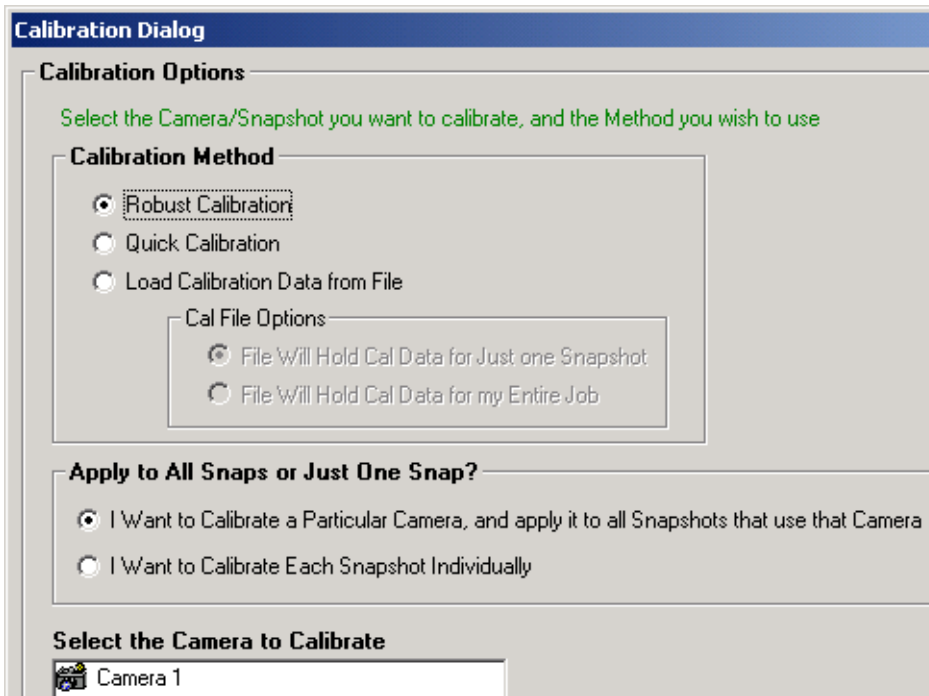 Calibration Dialog
Calibration Options
Select the Camera/Snapshot you want to calibrate, and the Method you wish to use
Calibration Method
Robust Calibration
Quick Calibration
Load Calibration Data from File
Cal File Options
File Will Hold Cal Data for Just one Snapshot
File Will Hold Cal Data for my Entire Job
Apply to All Snaps or Just One Snap?
I Want to Calibrate a Particular Camera, and apply it to all Snapshots that use that Camera
I Want to Calibrate Each Snapshot Individually
Select the Camera to Calibrate
Camera 1